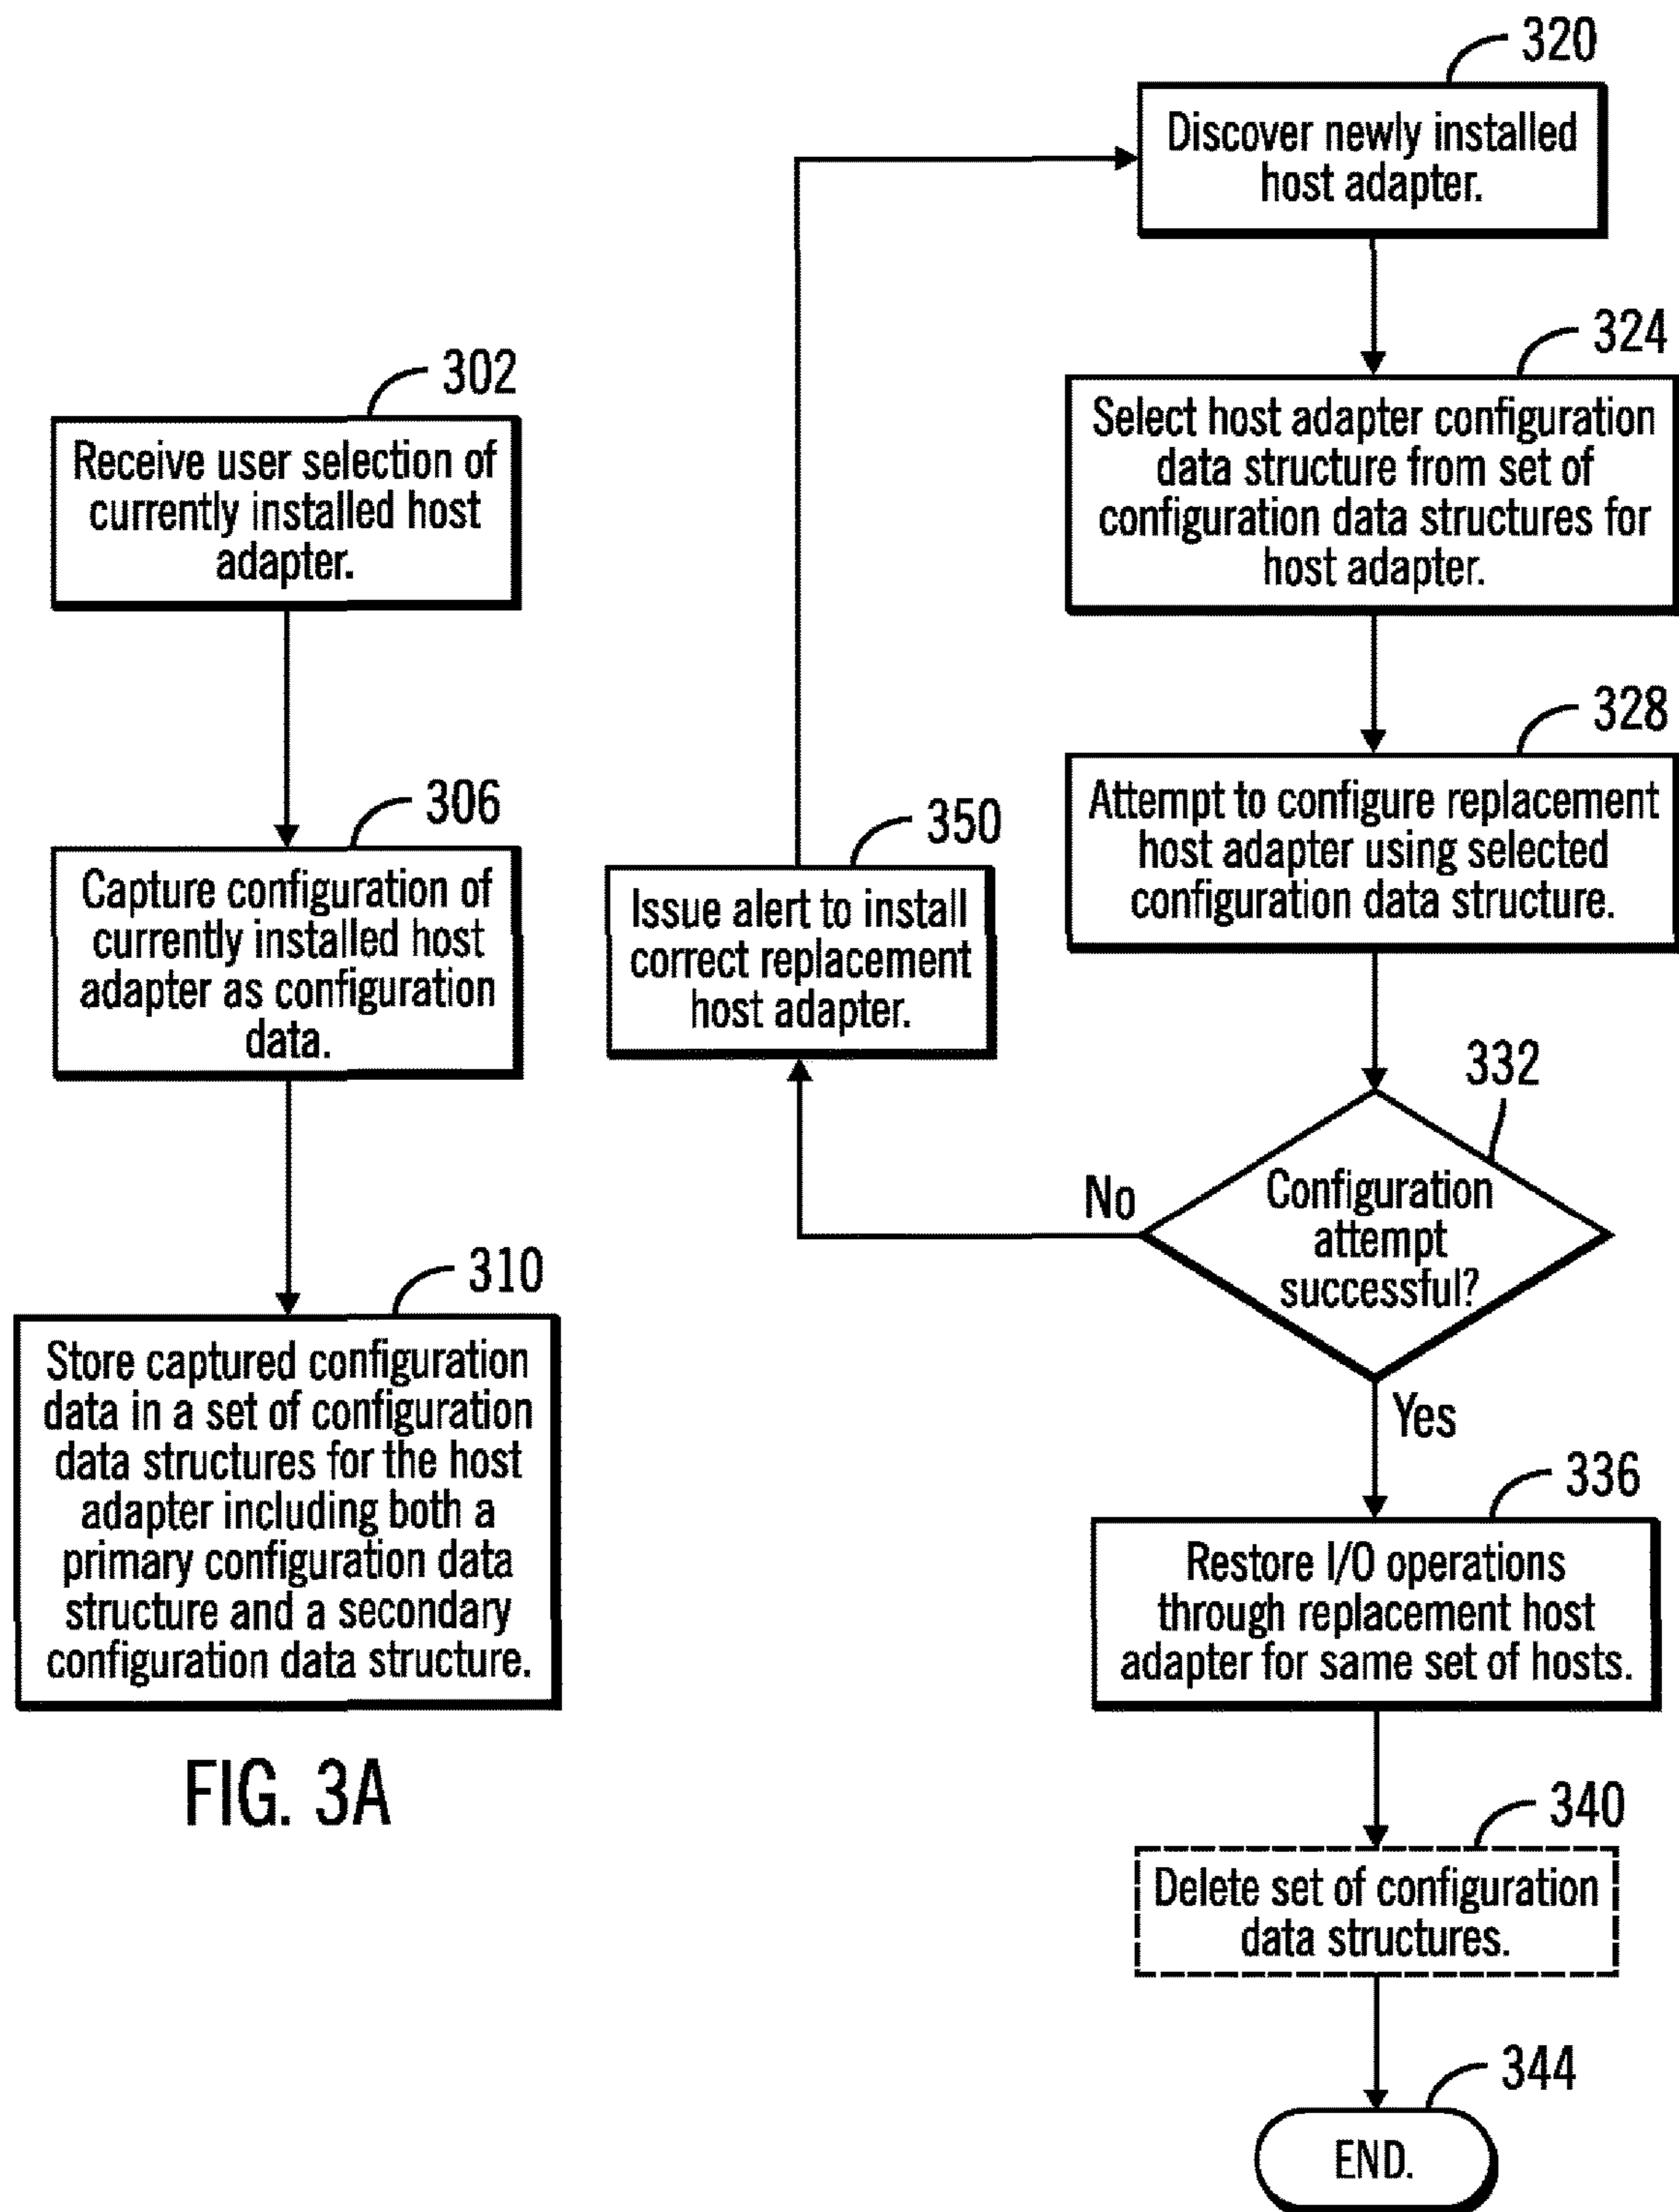 302
Receive user selection of
currently installed host
adapter.
306
Capture configuration of
currently installed host
adapter as configuration
data.
310
Store captured configuration
data in a set of configuration
data structures for the host
adapter including both a
primary configuration data
structure and a secondary
configuration data structure.
FIG. 3A
320
Discover newly installed
host adapter.
324
Select host adapter configuration
data structure from set of
configuration data structures for
host adapter.
328
Attempt to configure replacement
host adapter using selected
configuration data structure.
332
Configuration
attempt
successful?
No
350
Issue alert to install
correct replacement
host adapter.
Yes
336
Restore I/O operations
through replacement host
adapter for same set of hosts.
340
Delete set of configuration
data structures.
344
END.